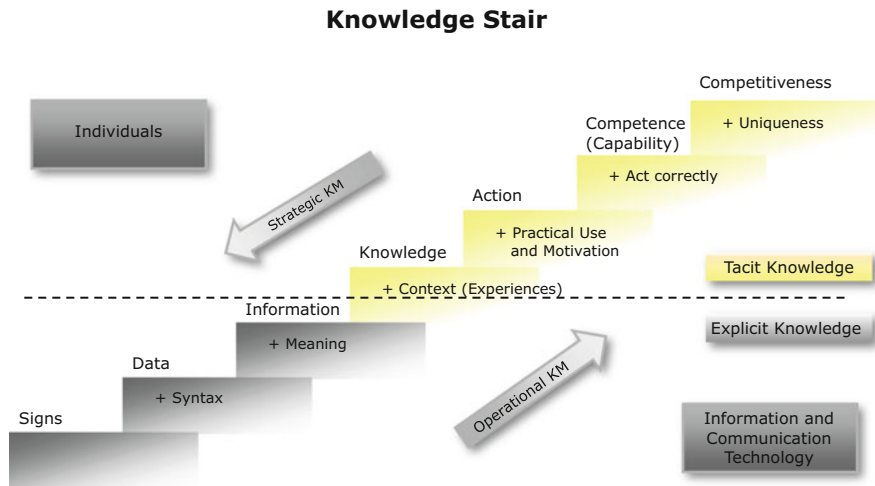 Knowledge Stair
Individuals
Strategic KM
Competitiveness
+ Uniqueness
Competence
(Capability)
+ Act correctly
Action
+ Practical Use
and Motivation
Knowledge
+ Context (Experiences)
Tacit Knowledge
Explicit Knowledge
Information
+ Meaning
Data
+ Syntax
Signs
Operational KM
Information and
Communication
Technology